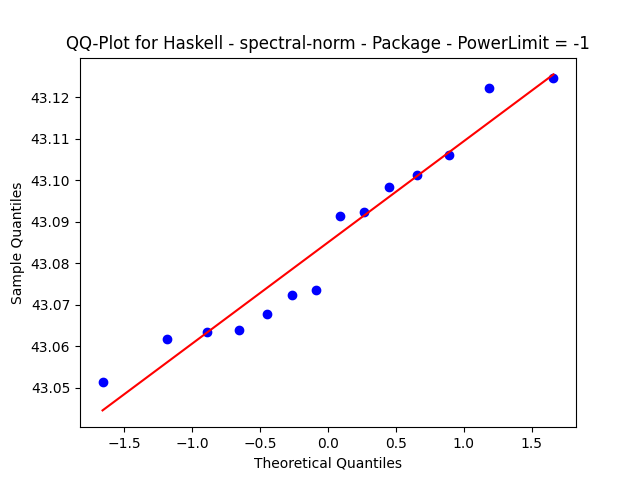 QQ-Plot for Haskell - spectral-norm - Package - PowerLimit = -1
Sample Quantiles
43.12
43.11
43.10
43.09
43.08
43.07
43.06
43.05
−1.5 −1.0 −0.5 0.0 0.5 1.0 1.5
Theoretical Quantiles